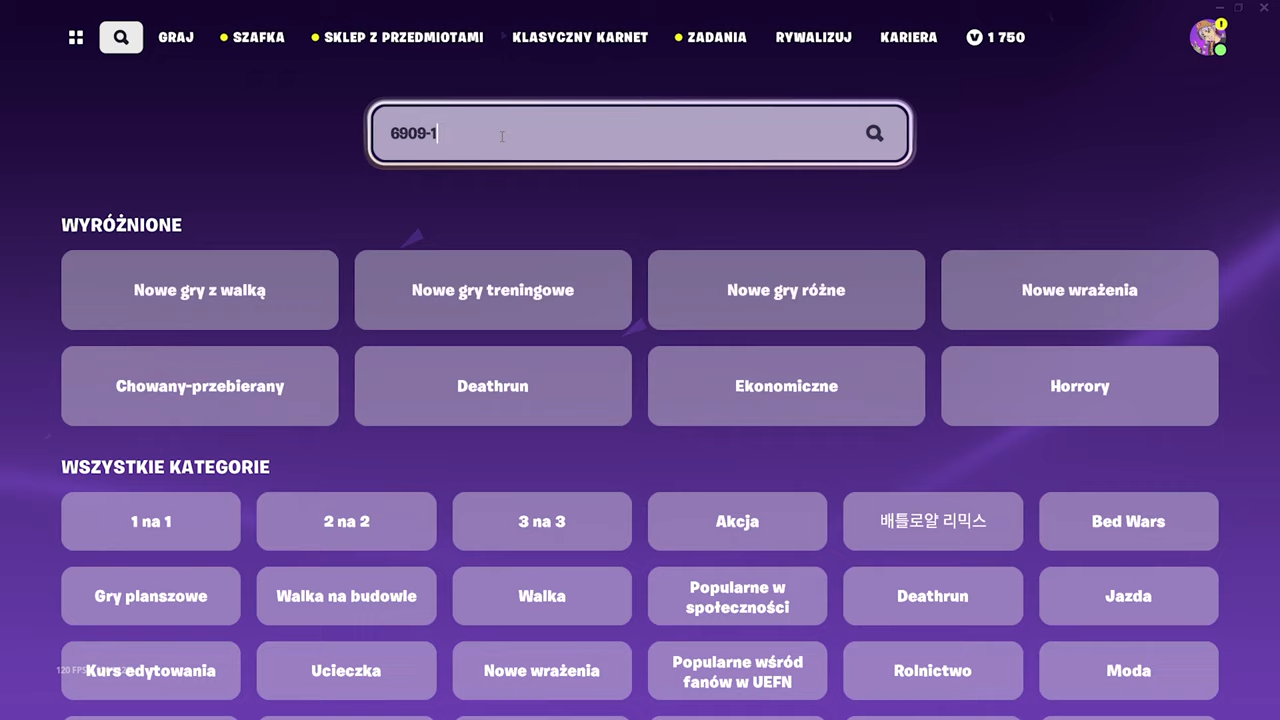 GRAJ SZAFKA SKLEP Z PRZEDMIOTAMI KLASYCZNY KARNET ZADANIA RYWALIZUJ KARIERA 1 750
6909-1
WYRÓŻNIONE
Nowe gry z walką Nowe gry treningowe Nowe gry różne Nowe wrażenia
Chowany-przebierany Deathrun Ekonomiczne Horrory
WSZYSTKIE KATEGORIE
1 na 1 2 na 2 3 na 3 Akcja 배틀로얄 리믹스 Bed Wars
Gry planszowe Walka na budowle Walka Popularne w społeczności Deathrun Jazda
120 FPS Kurs edytowania Ucieczka Nowe wrażenia Popularne wśród fanów w UEFN Rolnictwo Moda